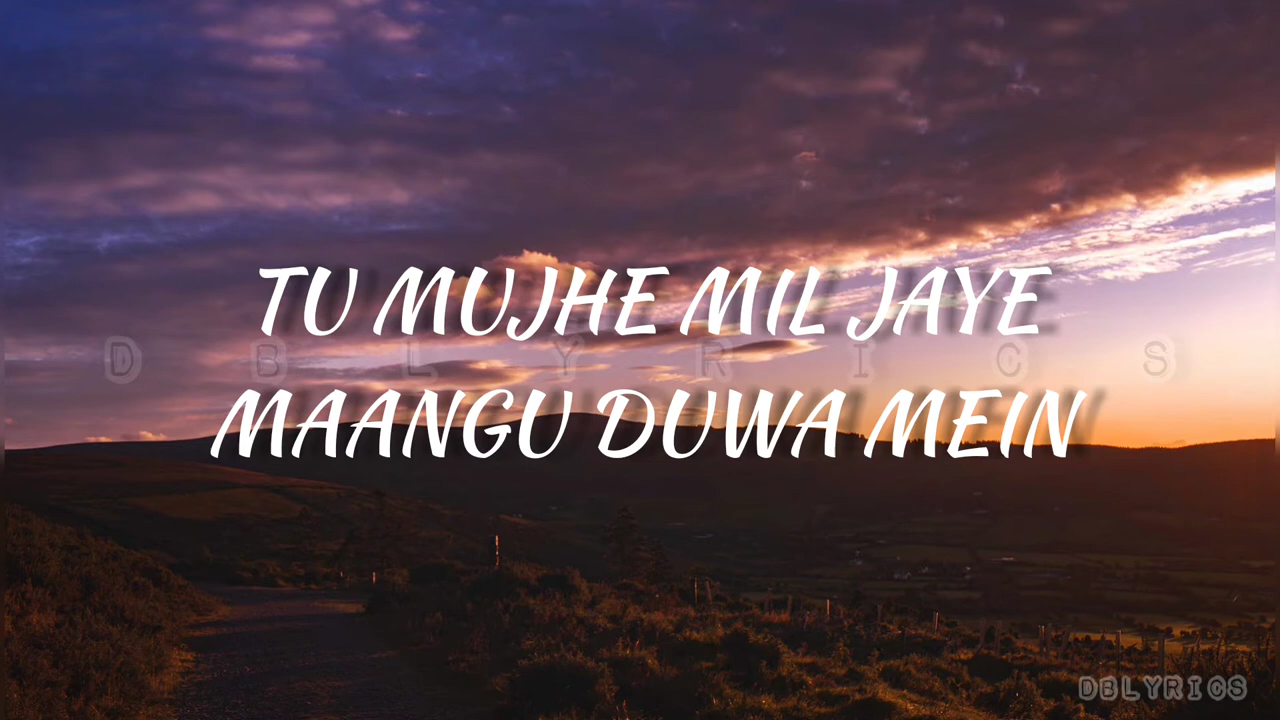 TU MUJHE MIL JAYE
D B L Y R I C S
MAANGU DUWA MEIN
DBLYRICS